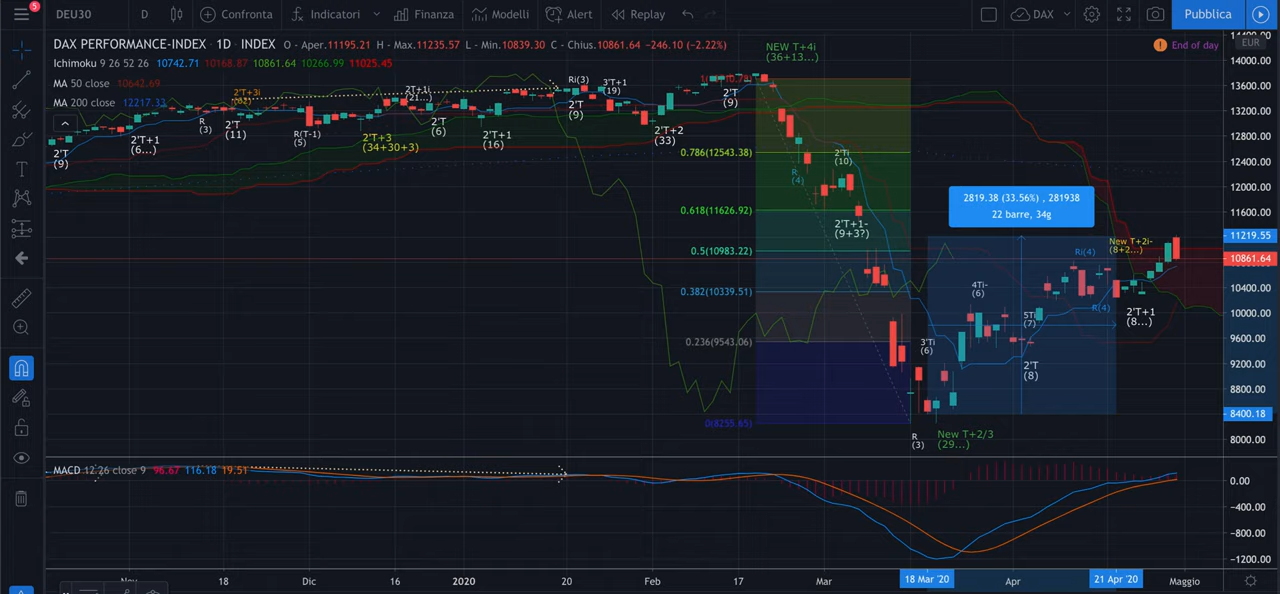 5
DEU30 D Confronta Indicatori Finanza Modelli Alert Replay DAX Pubblica
DAX PERFORMANCE-INDEX 1D INDEX O - Aper.11195.21 H - Max.11235.57 L - Min.10839.30 C - Chius.10861.64 -246.10 (-2.22%)
Ichimoku 9 26 52 26 10742.71 10168.87 10861.64 10266.99 11025.45
MA 50 close 10642.69
MA 200 close 12217.33
End of day
EUR
NEW T+4i
(36+13...)
2'T
(9)
2'T+1
(6...)
R
(3)
2'T+3i
(62)
2'T
(11)
R(T-1)
(5)
2'T+3
(34+30+3)
2T+1i
(21...)
2'T
(6)
2'T+1
(16)
Ri(3)
2'T
(9)
3'T+1
(19)
2'T+2
(33)
2'T
(9)
0.786(12543.38)
0.618(11626.92)
0.5(10983.22)
0.382(10339.51)
0.236(9543.06)
0(8255.65)
R
(4)
2'Ti
(10)
2'T+1-
(9+3?)
2819.38 (33.56%) , 281938
22 barre, 34g
3'Ti
(6)
R
(3)
New T+2/3
(29...)
4Ti-
(6)
5Ti
(7)
2'T
(8)
Ri(4)
R(4)
New T+2i-
(8+2...)
2'T+1
(8...)
14400.00
14000.00
13600.00
13200.00
12800.00
12400.00
12000.00
11600.00
11219.55
10861.64
10400.00
10000.00
9600.00
9200.00
8800.00
8400.18
8000.00
MACD 12 26 close 9 96.67 116.18 19.51
0.00
-400.00
-800.00
-1200.00
Nov 18 Dic 16 2020 20 Feb 17 Mar 18 Mar '20 Apr 21 Apr '20 Maggio